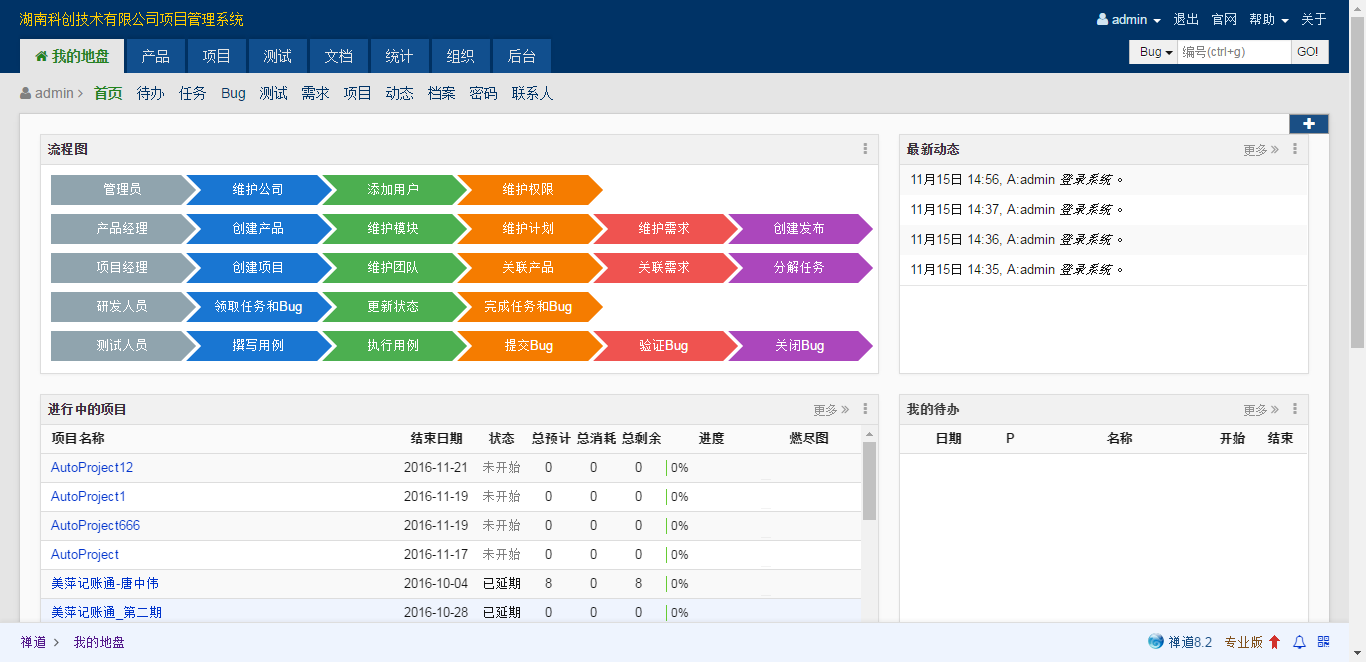 湖南科创技术有限公司项目管理系统
admin 退出 官网 帮助 关于
我的地盘 产品 项目 测试 文档 统计 组织 后台
Bug 编号(ctrl+g) GO!
admin 首页 待办 任务 Bug 测试 需求 项目 动态 档案 密码 联系人
流程图
管理员 维护公司 添加用户 维护权限
产品经理 创建产品 维护模块 维护计划 维护需求 创建发布
项目经理 创建项目 维护团队 关联产品 关联需求 分解任务
研发人员 领取任务和Bug 更新状态 完成任务和Bug
测试人员 撰写用例 执行用例 提交Bug 验证Bug 关闭Bug
最新动态 更多
11月15日 14:56, A:admin 登录系统。
11月15日 14:37, A:admin 登录系统。
11月15日 14:36, A:admin 登录系统。
11月15日 14:35, A:admin 登录系统。
进行中的项目 更多
项目名称 结束日期 状态 总预计 总消耗 总剩余 进度 燃尽图
AutoProject12 2016-11-21 未开始 0 0 0 0%
AutoProject1 2016-11-19 未开始 0 0 0 0%
AutoProject666 2016-11-19 未开始 0 0 0 0%
AutoProject 2016-11-17 未开始 0 0 0 0%
美萍记账通-唐中伟 2016-10-04 已延期 8 0 8 0%
美萍记账通_第二期 2016-10-28 已延期 0 0 0 0%
我的待办 更多
日期 P 名称 开始 结束
禅道 我的地盘
禅道8.2 专业版